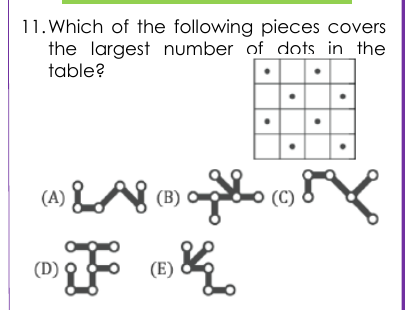 11. Which of the following pieces covers
the largest number of dots in the
table?
(A) (B) (C)
(D) (E)